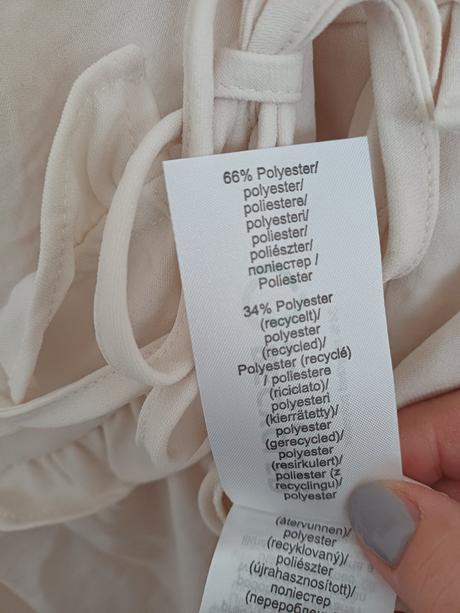 66% Polyester/
polyester/
poliestere/
polyesteri/
poliester/
poliészter/
поліестер /
Poliester
34% Polyester
(recycelt)/
polyester
(recycled)/
Polyester (recyclé)
/ poliestere
(riciclato)/
polyesteri
(kierrätetty)/
polyester
(gerecycled)/
polyester
(resirkulert)/
poliester (z
recyclingu)/
polyester
(återvunnen)/
polyester
(recyklovaný)/
poliészter
(újrahasznosított)/
поліестер
(перероблен